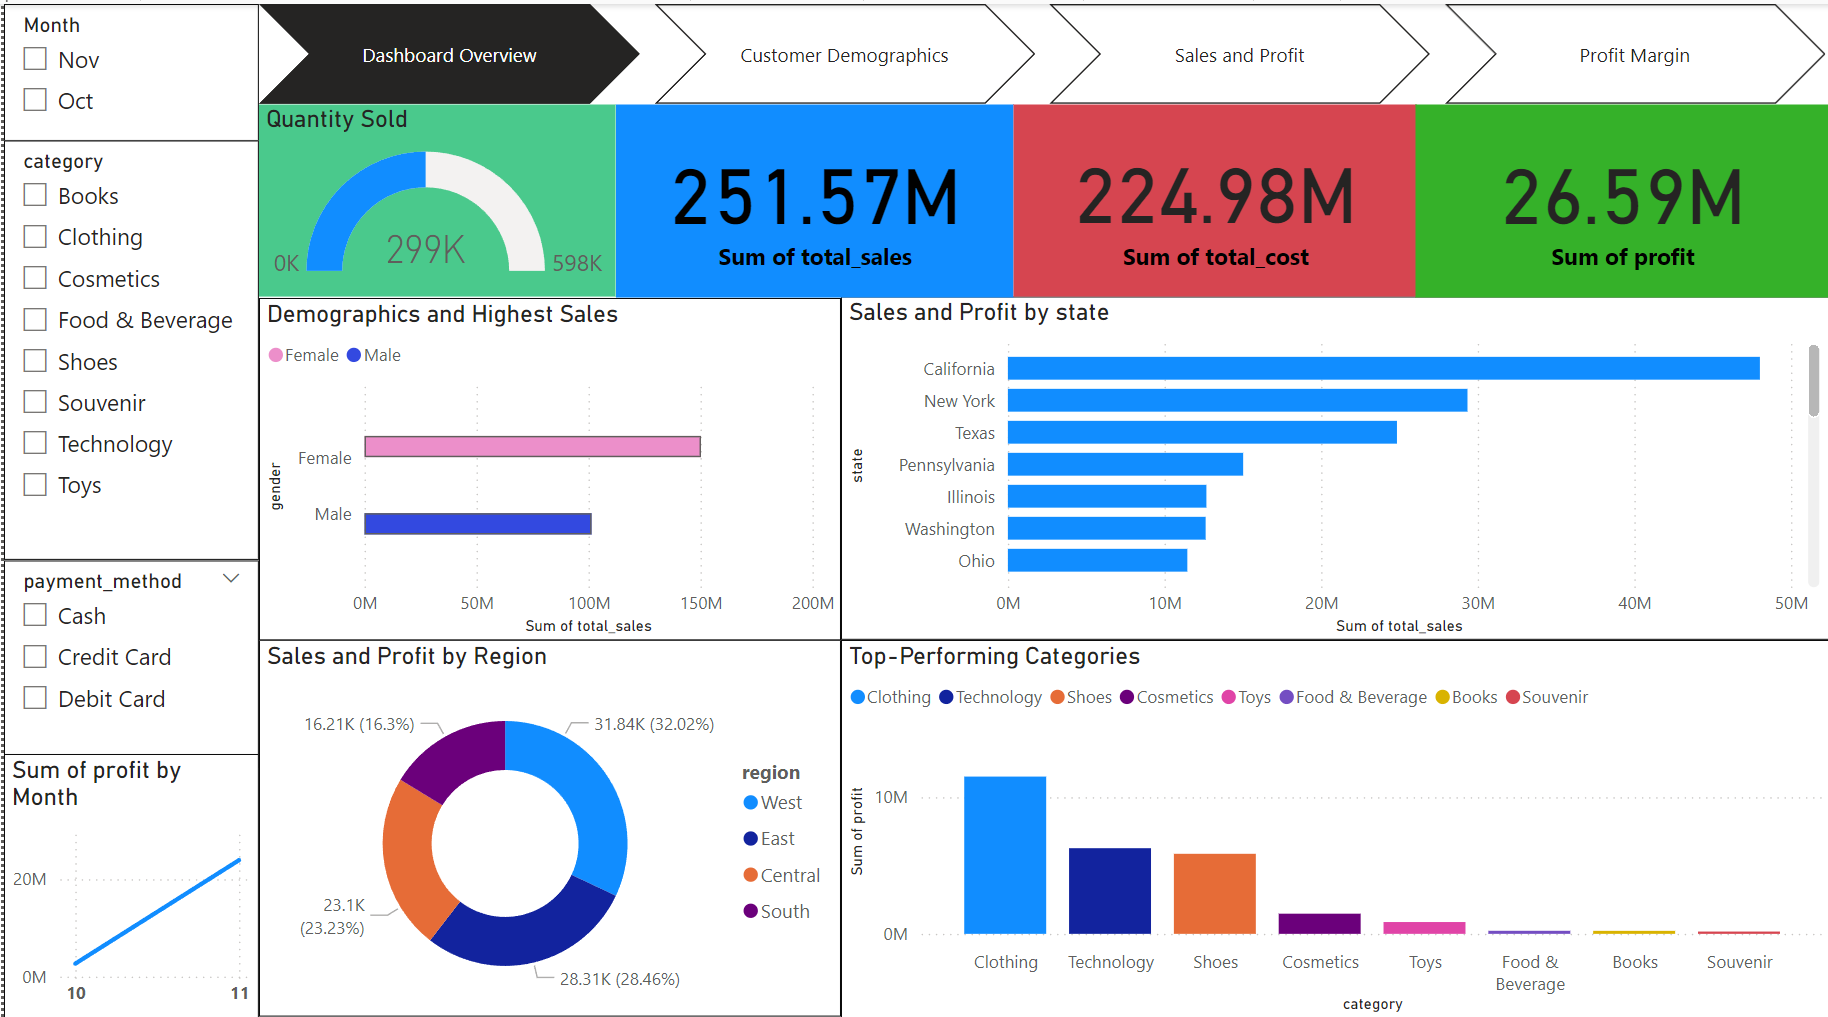 Month
Nov
Oct
category
Books
Clothing
Cosmetics
Food & Beverage
Shoes
Souvenir
Technology
Toys
payment_method
Cash
Credit Card
Debit Card
Sum of profit by
Month
20M
0M
10 11
Dashboard Overview
Customer Demographics
Sales and Profit
Profit Margin
Quantity Sold
299K
0K 598K
251.57M
Sum of total_sales
224.98M
Sum of total_cost
26.59M
Sum of profit
Demographics and Highest Sales
Female Male
gender
Female
Male
0M 50M 100M 150M 200M
Sum of total_sales
Sales and Profit by state
state
California
New York
Texas
Pennsylvania
Illinois
Washington
Ohio
0M 10M 20M 30M 40M 50M
Sum of total_sales
Sales and Profit by Region
16.21K (16.3%)
31.84K (32.02%)
23.1K
(23.23%)
28.31K (28.46%)
region
West
East
Central
South
Top-Performing Categories
Clothing Technology Shoes Cosmetics Toys Food & Beverage Books Souvenir
Sum of profit
10M
0M
Clothing Technology Shoes Cosmetics Toys Food & Books Souvenir
Beverage
category